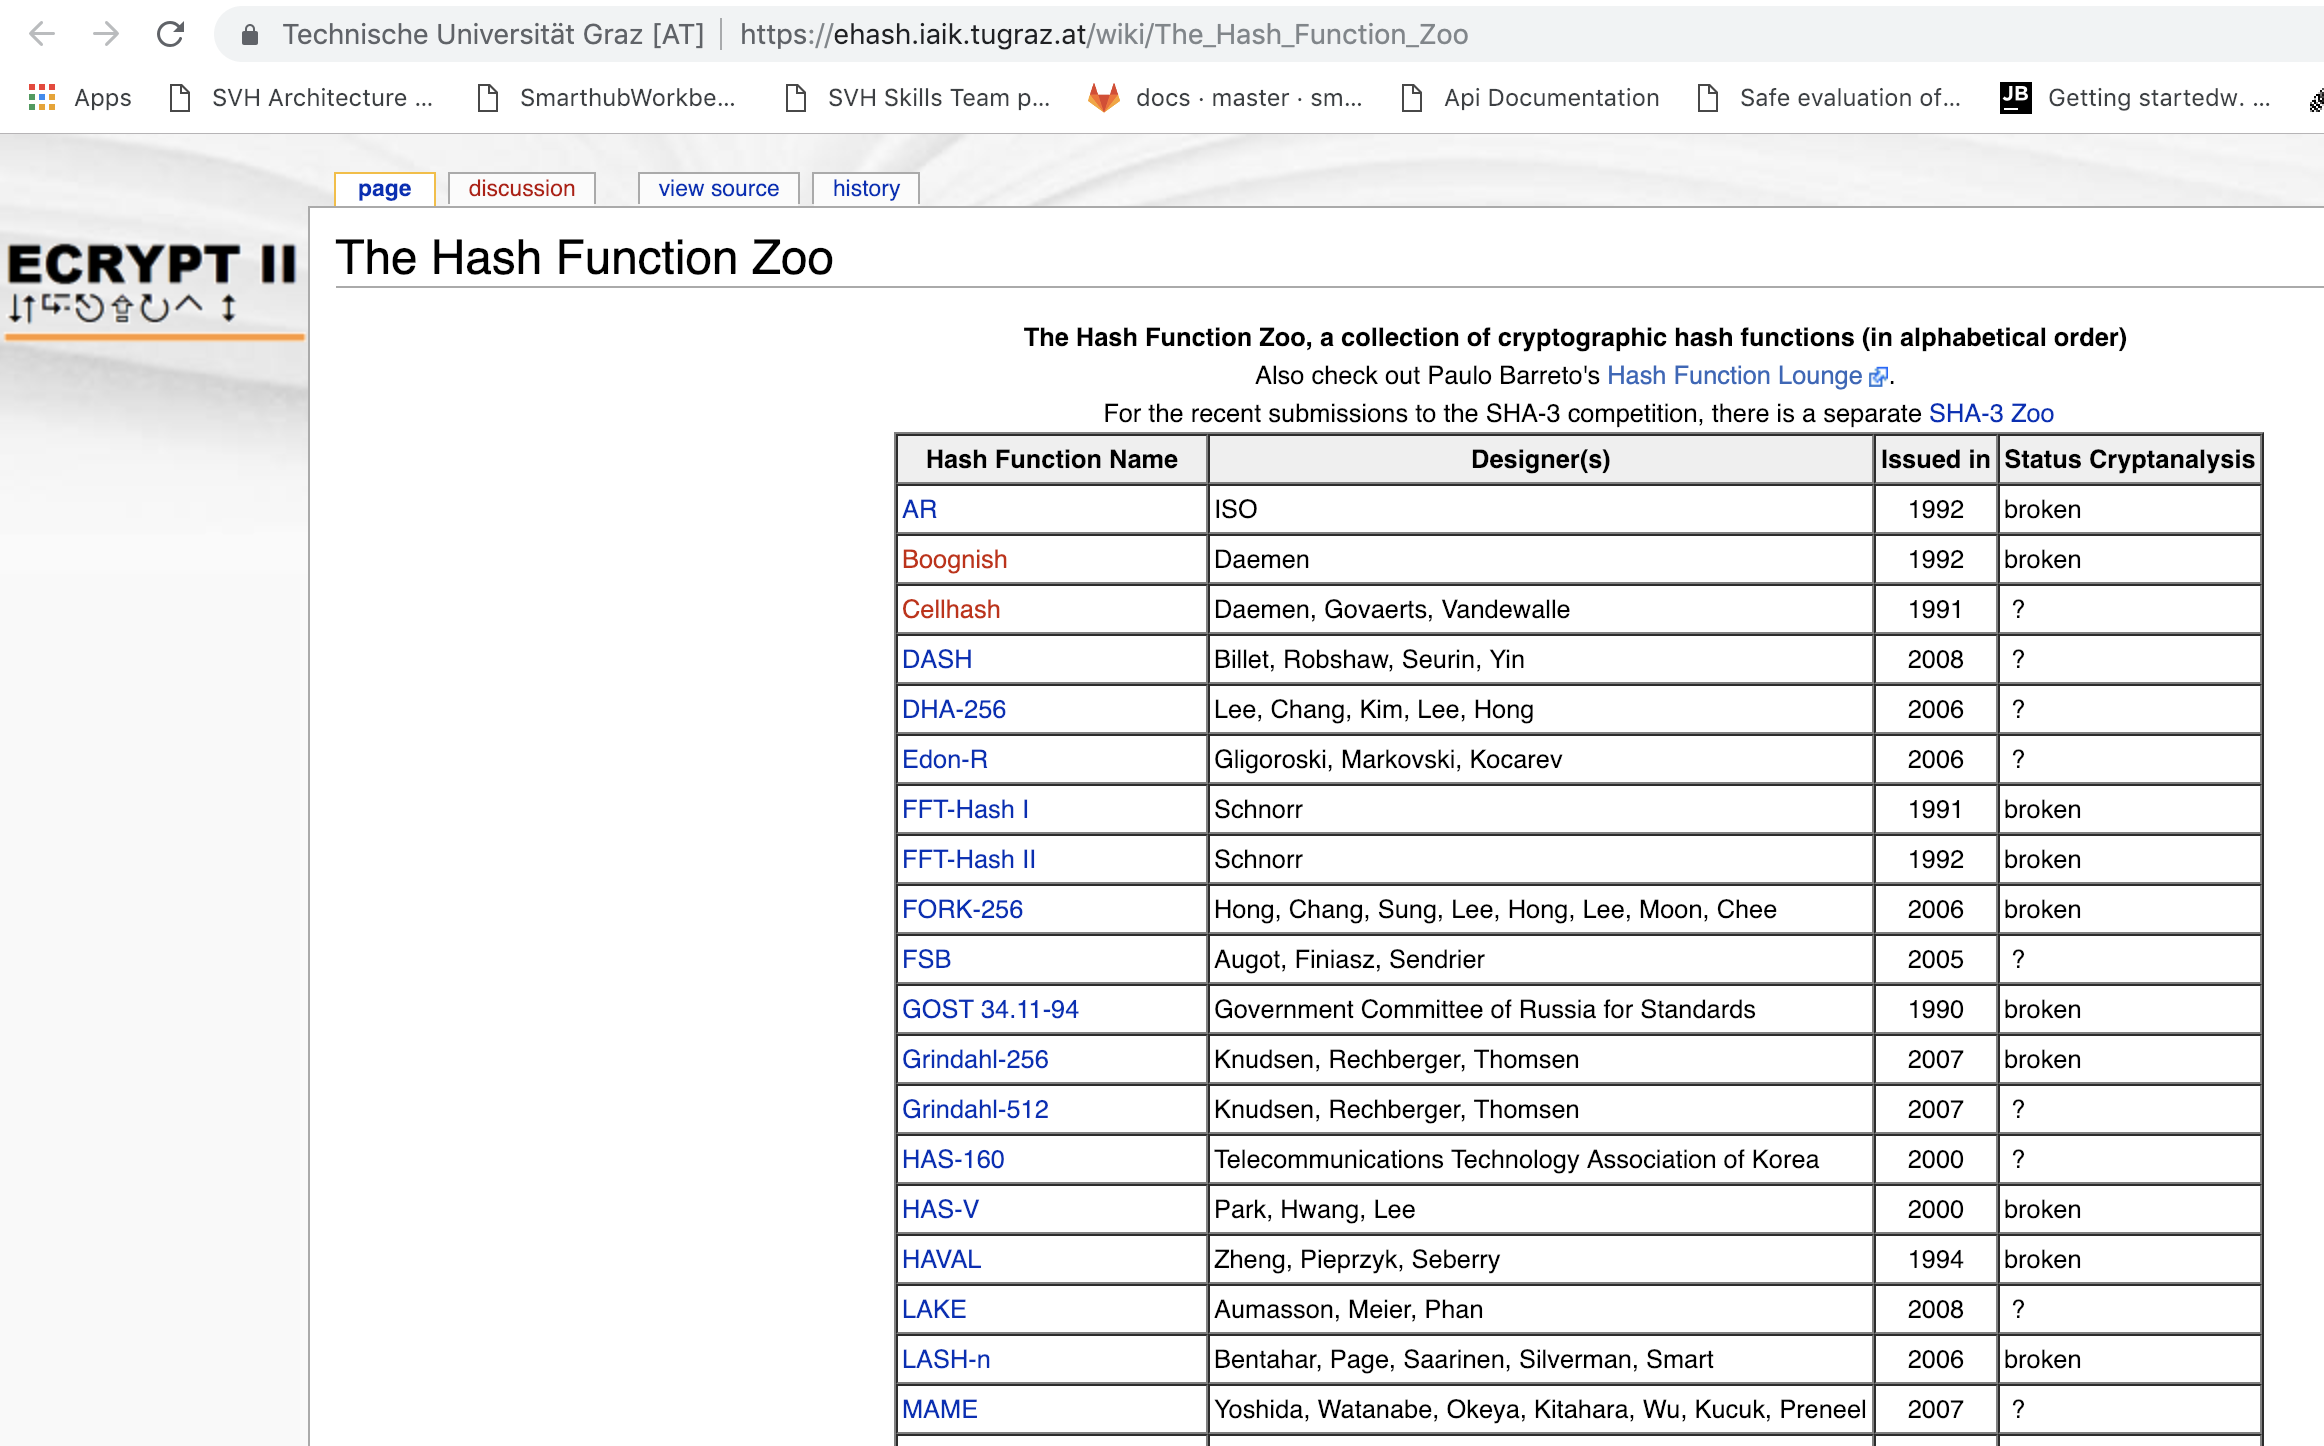 Technische Universität Graz [AT] | https://ehash.iaik.tugraz.at/wiki/The_Hash_Function_Zoo
Apps SVH Architecture ... SmarthubWorkbe... SVH Skills Team p... docs · master · sm... Api Documentation Safe evaluation of... JB Getting startedw. ...
page discussion view source history
ECRYPT II
The Hash Function Zoo
The Hash Function Zoo, a collection of cryptographic hash functions (in alphabetical order)
Also check out Paulo Barreto's Hash Function Lounge.
For the recent submissions to the SHA-3 competition, there is a separate SHA-3 Zoo
Hash Function Name Designer(s) Issued in Status Cryptanalysis
AR ISO 1992 broken
Boognish Daemen 1992 broken
Cellhash Daemen, Govaerts, Vandewalle 1991 ?
DASH Billet, Robshaw, Seurin, Yin 2008 ?
DHA-256 Lee, Chang, Kim, Lee, Hong 2006 ?
Edon-R Gligoroski, Markovski, Kocarev 2006 ?
FFT-Hash I Schnorr 1991 broken
FFT-Hash II Schnorr 1992 broken
FORK-256 Hong, Chang, Sung, Lee, Hong, Lee, Moon, Chee 2006 broken
FSB Augot, Finiasz, Sendrier 2005 ?
GOST 34.11-94 Government Committee of Russia for Standards 1990 broken
Grindahl-256 Knudsen, Rechberger, Thomsen 2007 broken
Grindahl-512 Knudsen, Rechberger, Thomsen 2007 ?
HAS-160 Telecommunications Technology Association of Korea 2000 ?
HAS-V Park, Hwang, Lee 2000 broken
HAVAL Zheng, Pieprzyk, Seberry 1994 broken
LAKE Aumasson, Meier, Phan 2008 ?
LASH-n Bentahar, Page, Saarinen, Silverman, Smart 2006 broken
MAME Yoshida, Watanabe, Okeya, Kitahara, Wu, Kucuk, Preneel 2007 ?